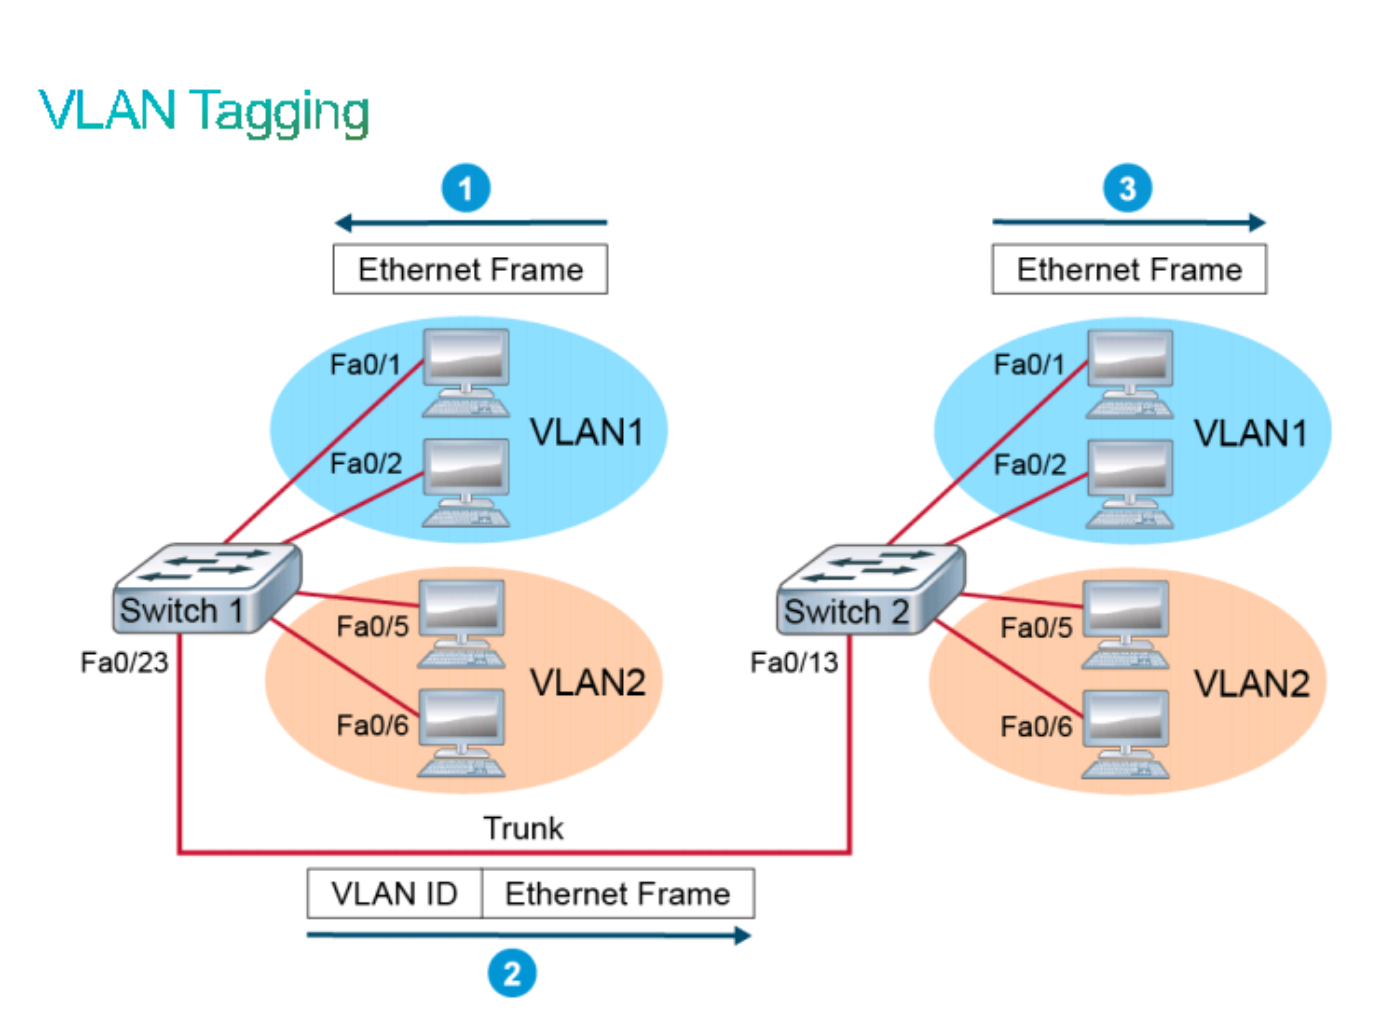 VLAN Tagging
1
3
Ethernet Frame
Ethernet Frame
Fa0/1
VLAN1
Fa0/2
Fa0/1
VLAN1
Fa0/2
Switch 1
Fa0/23
Fa0/5
VLAN2
Fa0/6
Switch 2
Fa0/13
Fa0/5
VLAN2
Fa0/6
Trunk
VLAN ID
Ethernet Frame
2